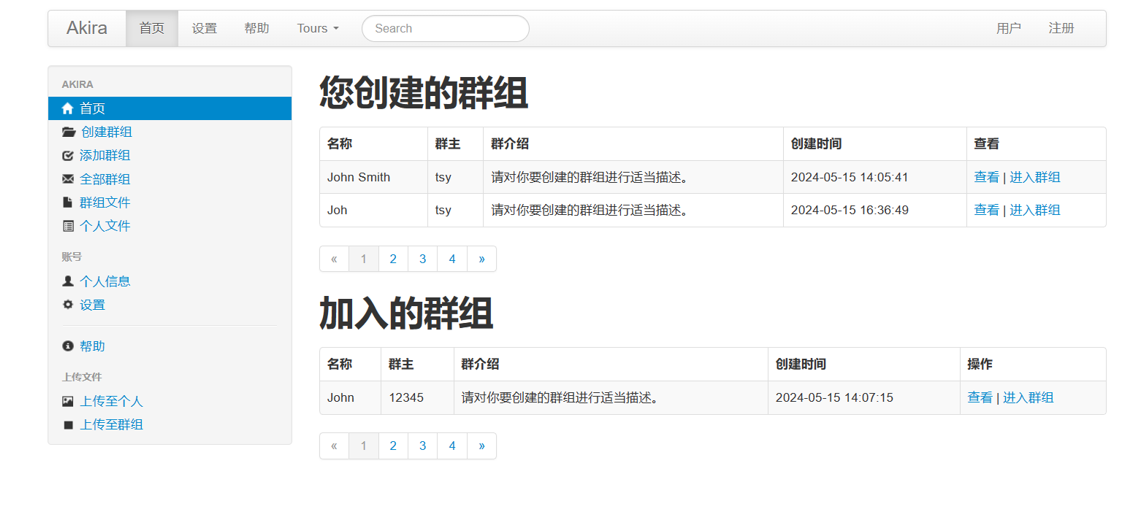 Akira 首页 设置 帮助 Tours Search 用户 注册
AKIRA
首页
创建群组
添加群组
全部群组
群组文件
个人文件
账号
个人信息
设置
帮助
上传文件
上传至个人
上传至群组
您创建的群组
名称 群主 群介绍 创建时间 查看
John Smith tsy 请对你要创建的群组进行适当描述。 2024-05-15 14:05:41 查看 | 进入群组
Joh tsy 请对你要创建的群组进行适当描述。 2024-05-15 16:36:49 查看 | 进入群组
« 1 2 3 4 »
加入的群组
名称 群主 群介绍 创建时间 操作
John 12345 请对你要创建的群组进行适当描述。 2024-05-15 14:07:15 查看 | 进入群组
« 1 2 3 4 »